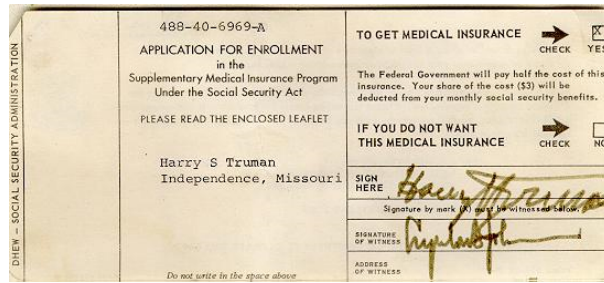 DHEW — SOCIAL SECURITY ADMINISTRATION
488-40-6969-A
APPLICATION FOR ENROLLMENT
in the
Supplementary Medical Insurance Program
Under the Social Security Act
PLEASE READ THE ENCLOSED LEAFLET
Harry S Truman
Independence, Missouri
Do not write in the space above
TO GET MEDICAL INSURANCE
CHECK
X
YES
The Federal Government will pay half the cost of this
insurance. Your share of the cost ($3) will be
deducted from your monthly social security benefits.
IF YOU DO NOT WANT
THIS MEDICAL INSURANCE
CHECK
NO
SIGN
HERE
Harry S Truman
Signature by mark (X) must be witnessed below.
SIGNATURE
OF WITNESS
Lyndon B. Johnson
ADDRESS
OF WITNESS